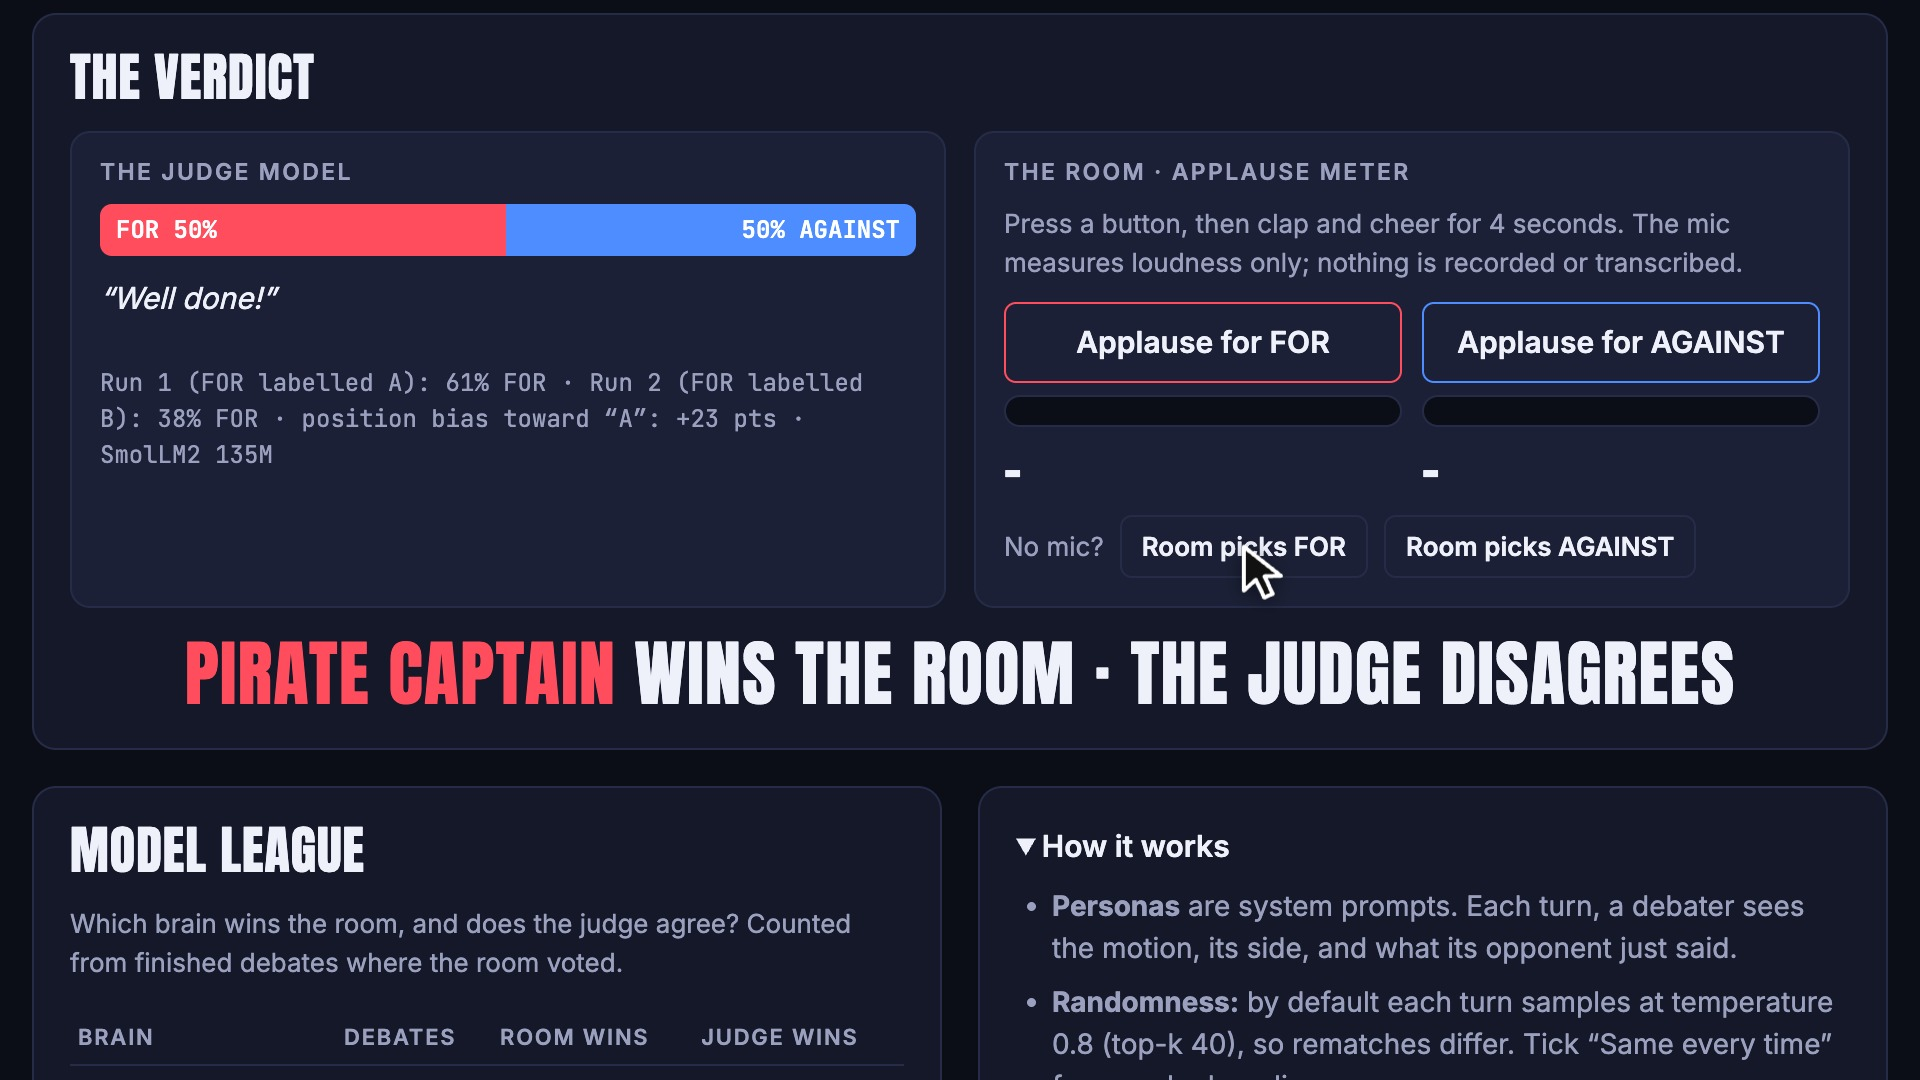 THE VERDICT
THE JUDGE MODEL
FOR 50%
50% AGAINST
“Well done!”
Run 1 (FOR labelled A): 61% FOR · Run 2 (FOR labelled
B): 38% FOR · position bias toward “A”: +23 pts ·
SmolLM2 135M
THE ROOM · APPLAUSE METER
Press a button, then clap and cheer for 4 seconds. The mic
measures loudness only; nothing is recorded or transcribed.
Applause for FOR
Applause for AGAINST
-
-
No mic?
Room picks FOR
Room picks AGAINST
PIRATE CAPTAIN WINS THE ROOM · THE JUDGE DISAGREES
MODEL LEAGUE
Which brain wins the room, and does the judge agree? Counted
from finished debates where the room voted.
BRAIN
DEBATES
ROOM WINS
JUDGE WINS
▼ How it works
• Personas are system prompts. Each turn, a debater sees
the motion, its side, and what its opponent just said.
• Randomness: by default each turn samples at temperature
0.8 (top-k 40), so rematches differ. Tick “Same every time”